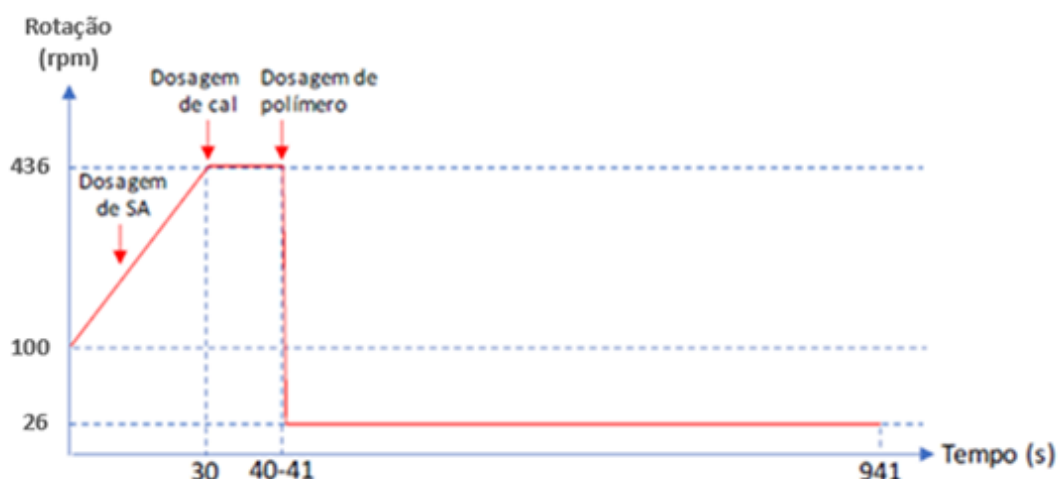 Rotação
(rpm)
Dosagem
de cal
Dosagem de
polímero
436
Dosagem
de SA
100
26
30
40-41
941
Tempo (s)